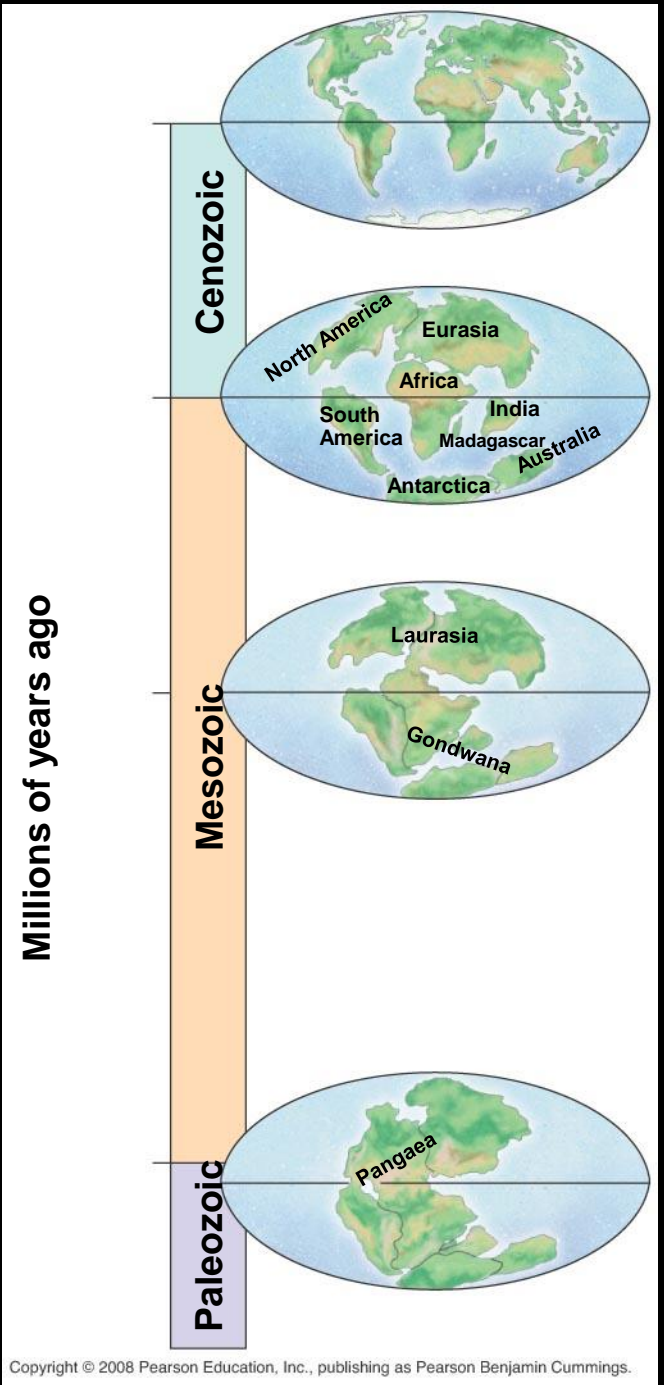 Cenozoic
North America
Eurasia
Africa
South
America
India
Madagascar
Australia
Antarctica
Millions of years ago
Mesozoic
Laurasia
Gondwana
Paleozoic
Pangaea
Copyright © 2008 Pearson Education, Inc., publishing as Pearson Benjamin Cummings.